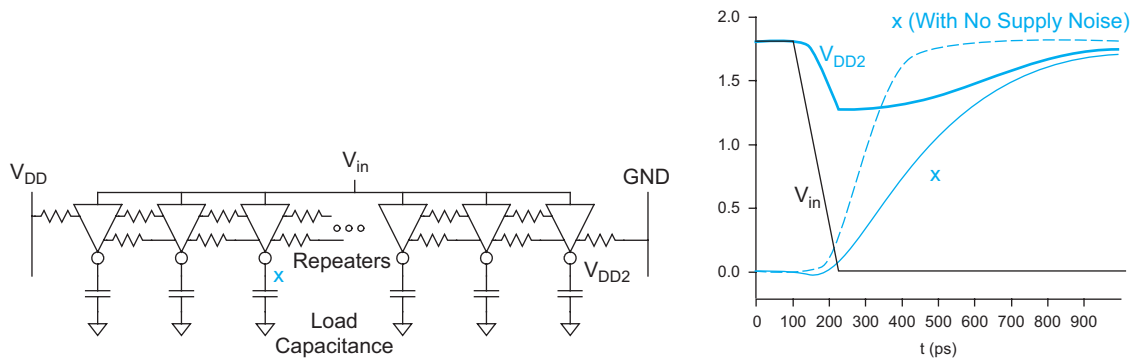 V_DD
V_in
GND
Repeaters
x
V_DD2
Load
Capacitance
x (With No Supply Noise)
2.0
V_DD2
1.5
1.0
x
V_in
0.5
0.0
0 100 200 300 400 500 600 700 800 900
t (ps)